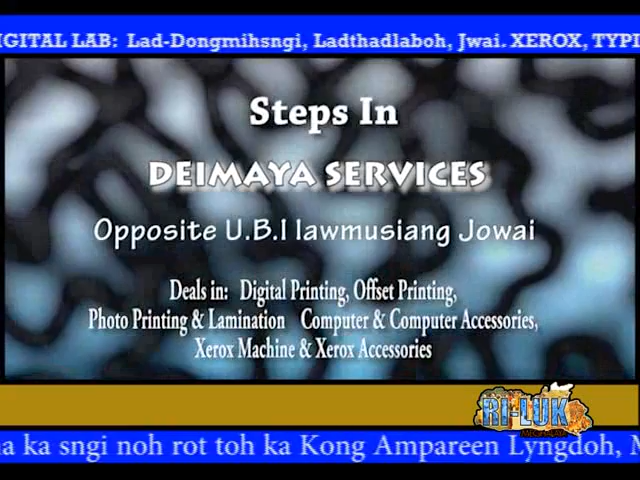 IGITAL LAB: Lad-Dongmihsngi, Ladthadlaboh, Jwai. XEROX, TYPI
Steps In
DEIMAYA SERVICES
Opposite U.B.I Iawmusiang Jowai
Deals in: Digital Printing, Offset Printing,
Photo Printing & Lamination Computer & Computer Accessories,
Xerox Machine & Xerox Accessories
RI-LUK
a ka sngi noh rot toh ka Kong Ampareen Lyngdoh, M